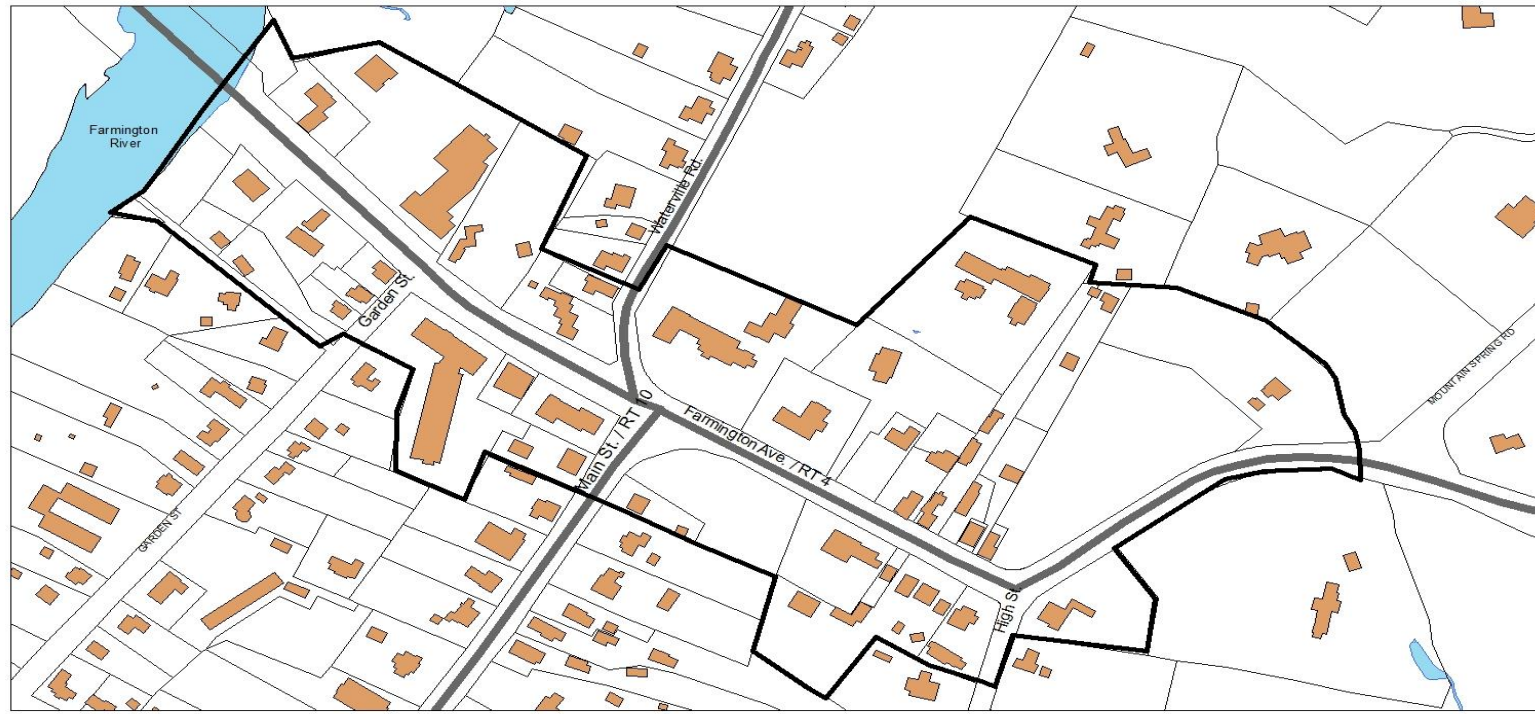 Farmington
River
Waterville Rd.
Garden St.
Main St. / RT 10
Farmington Ave. / RT 4
MOUNTAIN SPRING RD
GARDEN ST
High St